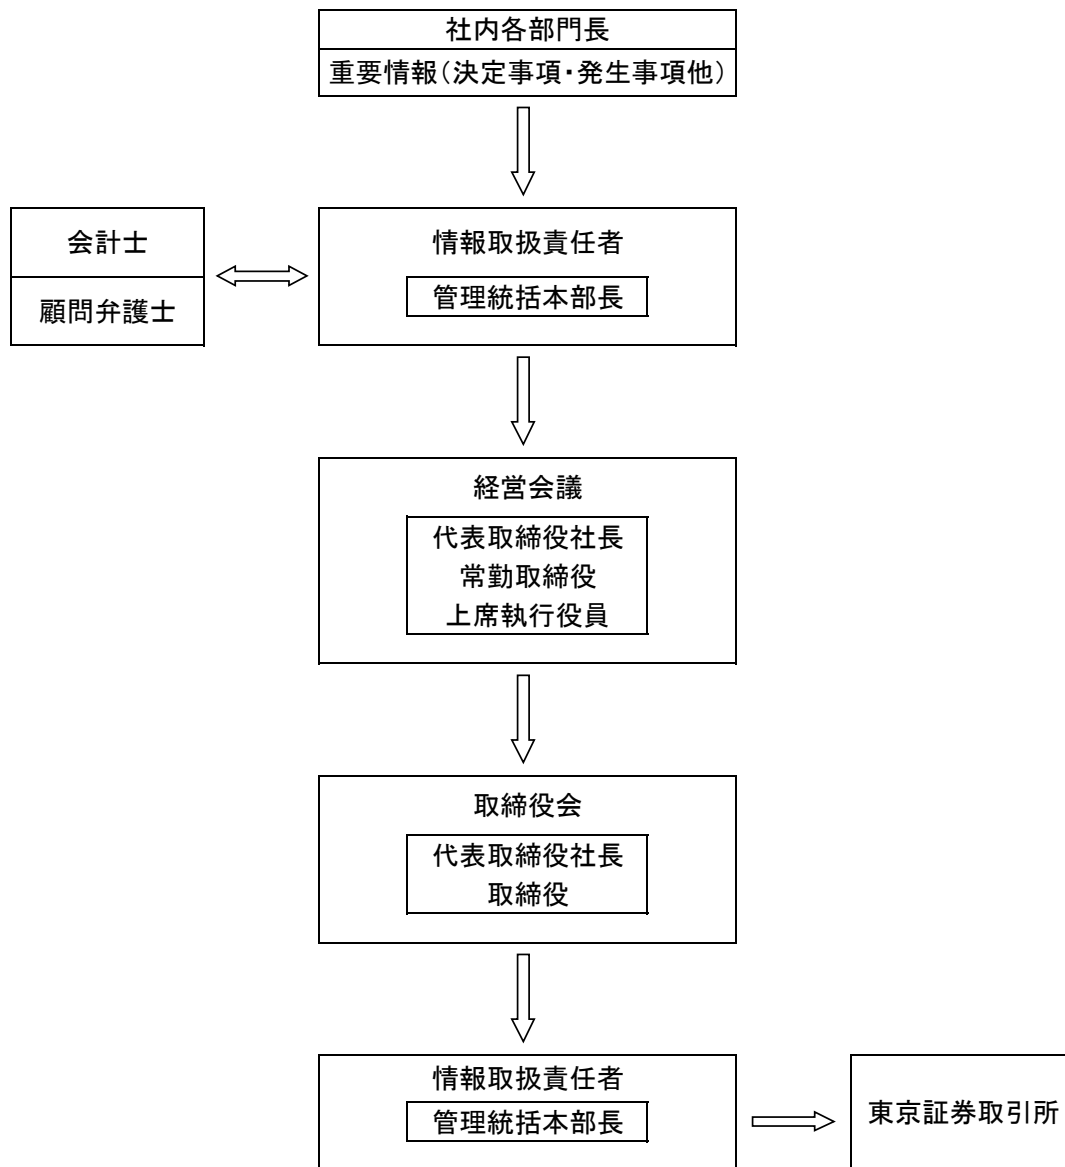 社内各部門長
重要情報（決定事項・発生事項他）
会計士
顧問弁護士
情報取扱責任者
管理統括本部長
経営会議
代表取締役社長
常勤取締役
上席執行役員
取締役会
代表取締役社長
取締役
情報取扱責任者
管理統括本部長
東京証券取引所